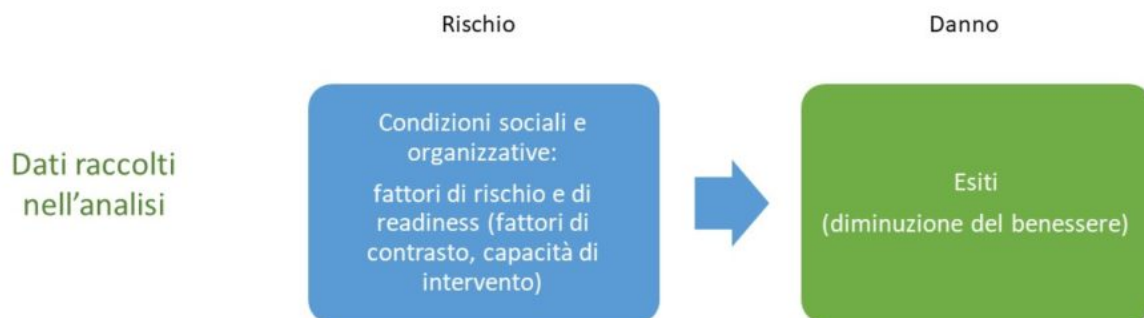 Rischio
Danno
Dati raccolti
nell’analisi
Condizioni sociali e
organizzative:
fattori di rischio e di
readiness (fattori di
contrasto, capacità di
intervento)
Esiti
(diminuzione del benessere)